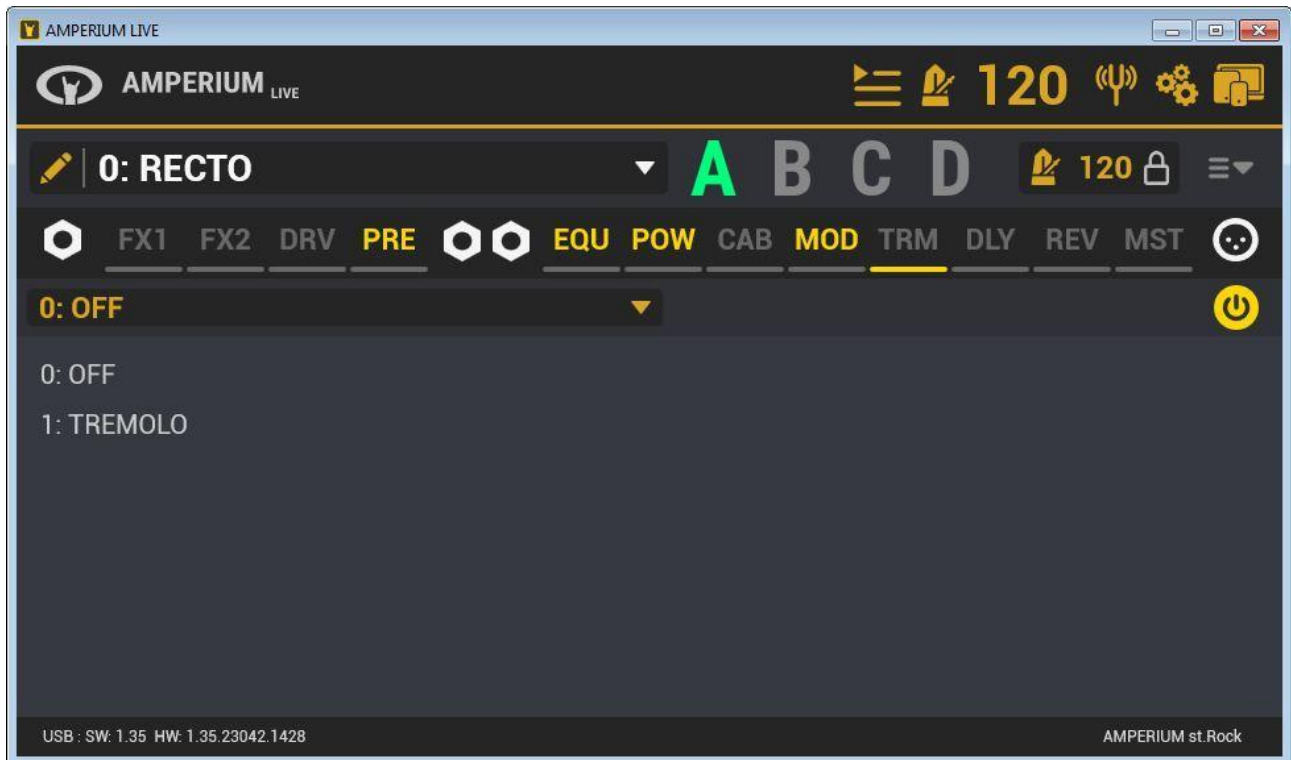 AMPERIUM LIVE
AMPERIUM LIVE 120
0: RECTO A B C D 120
FX1 FX2 DRV PRE EQU POW CAB MOD TRM DLY REV MST
0: OFF
0: OFF
1: TREMOLO
USB : SW: 1.35 HW: 1.35.23042.1428 AMPERIUM st.Rock